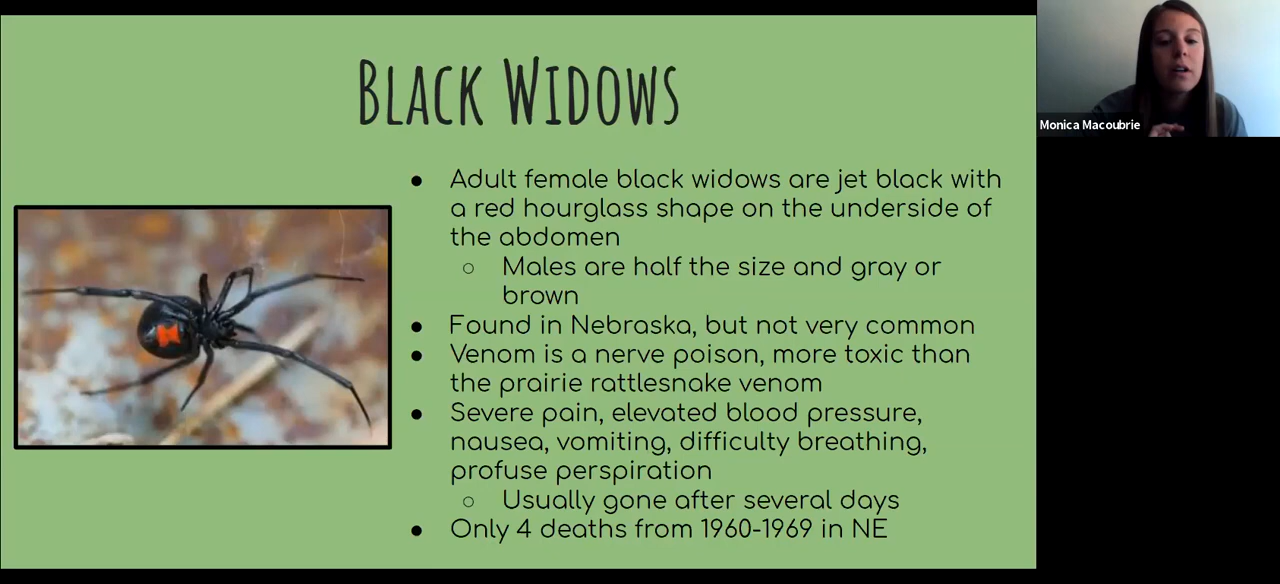 BLACK WIDOWS
Monica Macoubrie
● Adult female black widows are jet black with
a red hourglass shape on the underside of
the abdomen
○ Males are half the size and gray or
brown
● Found in Nebraska, but not very common
● Venom is a nerve poison, more toxic than
the prairie rattlesnake venom
● Severe pain, elevated blood pressure,
nausea, vomiting, difficulty breathing,
profuse perspiration
○ Usually gone after several days
● Only 4 deaths from 1960-1969 in NE